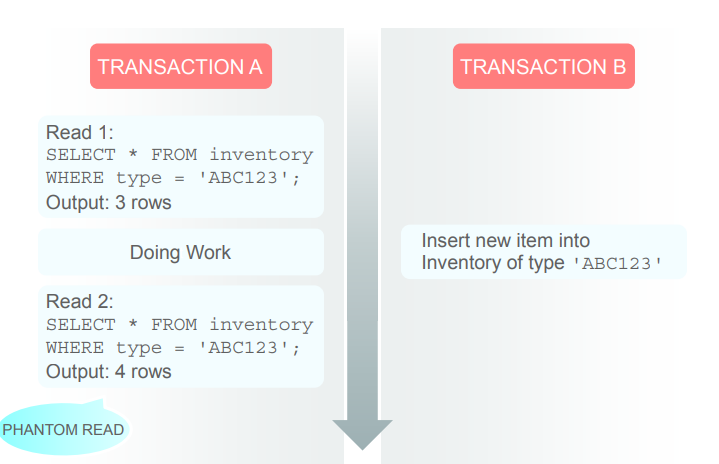 TRANSACTION A
TRANSACTION B
Read 1:
SELECT * FROM inventory
WHERE type = 'ABC123';
Output: 3 rows
Doing Work
Insert new item into
Inventory of type 'ABC123'
Read 2:
SELECT * FROM inventory
WHERE type = 'ABC123';
Output: 4 rows
PHANTOM READ